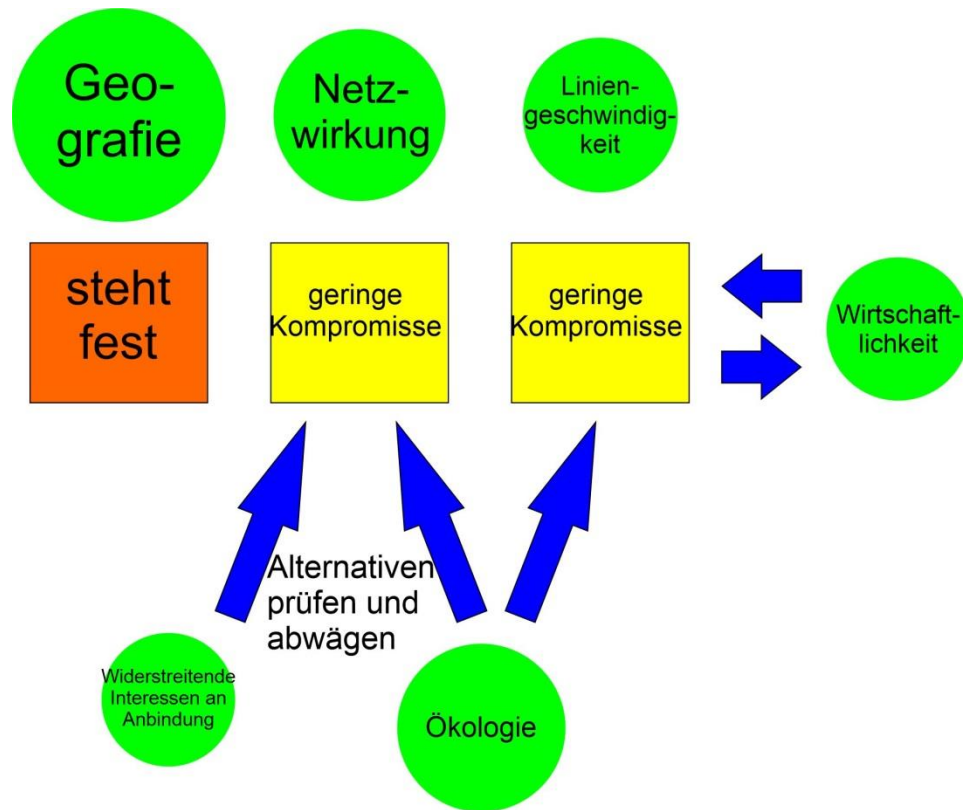 Geo-
grafie
Netz-
wirkung
Linien-
geschwindig-
keit
steht
fest
geringe
Kompromisse
geringe
Kompromisse
Wirtschaft-
lichkeit
Alternativen
prüfen und
abwägen
Widerstreitende
Interessen an
Anbindung
Ökologie